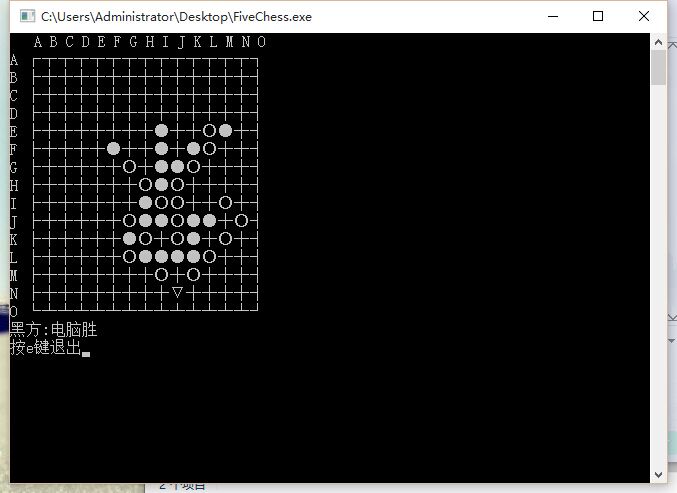 C:\Users\Administrator\Desktop\FiveChess.exe
A B C D E F G H I J K L M N O
A
B
C
D
E
F
G
H
I
J
K
L
M
N
O
黑方:电脑胜
按e键退出
2 个项目